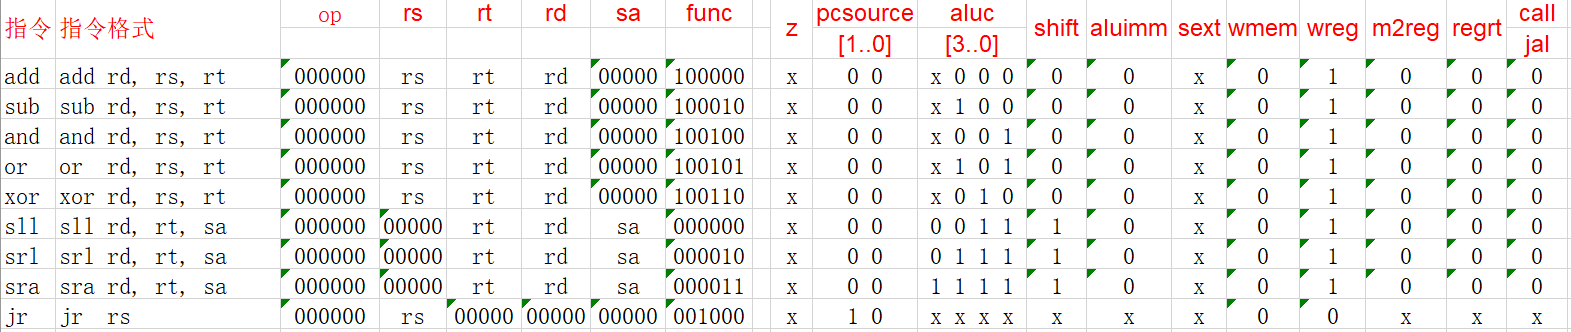 指令 指令格式 op rs rt rd sa func z pcsource [1..0] aluc [3..0] shift aluimm sext wmem wreg m2reg regrt call jal
add add rd, rs, rt 000000 rs rt rd 00000 100000 x 0 0 x 0 0 0 0 0 x 0 1 0 0 0
sub sub rd, rs, rt 000000 rs rt rd 00000 100010 x 0 0 x 1 0 0 0 0 x 0 1 0 0 0
and and rd, rs, rt 000000 rs rt rd 00000 100100 x 0 0 x 0 0 1 0 0 x 0 1 0 0 0
or or rd, rs, rt 000000 rs rt rd 00000 100101 x 0 0 x 1 0 1 0 0 x 0 1 0 0 0
xor xor rd, rs, rt 000000 rs rt rd 00000 100110 x 0 0 x 0 1 0 0 0 x 0 1 0 0 0
sll sll rd, rt, sa 000000 00000 rt rd sa 000000 x 0 0 0 0 1 1 1 0 x 0 1 0 0 0
srl srl rd, rt, sa 000000 00000 rt rd sa 000010 x 0 0 0 1 1 1 1 0 x 0 1 0 0 0
sra sra rd, rt, sa 000000 00000 rt rd sa 000011 x 0 0 1 1 1 1 1 0 x 0 1 0 0 0
jr jr rs 000000 rs 00000 00000 00000 001000 x 1 0 x x x x x x x 0 0 x x x